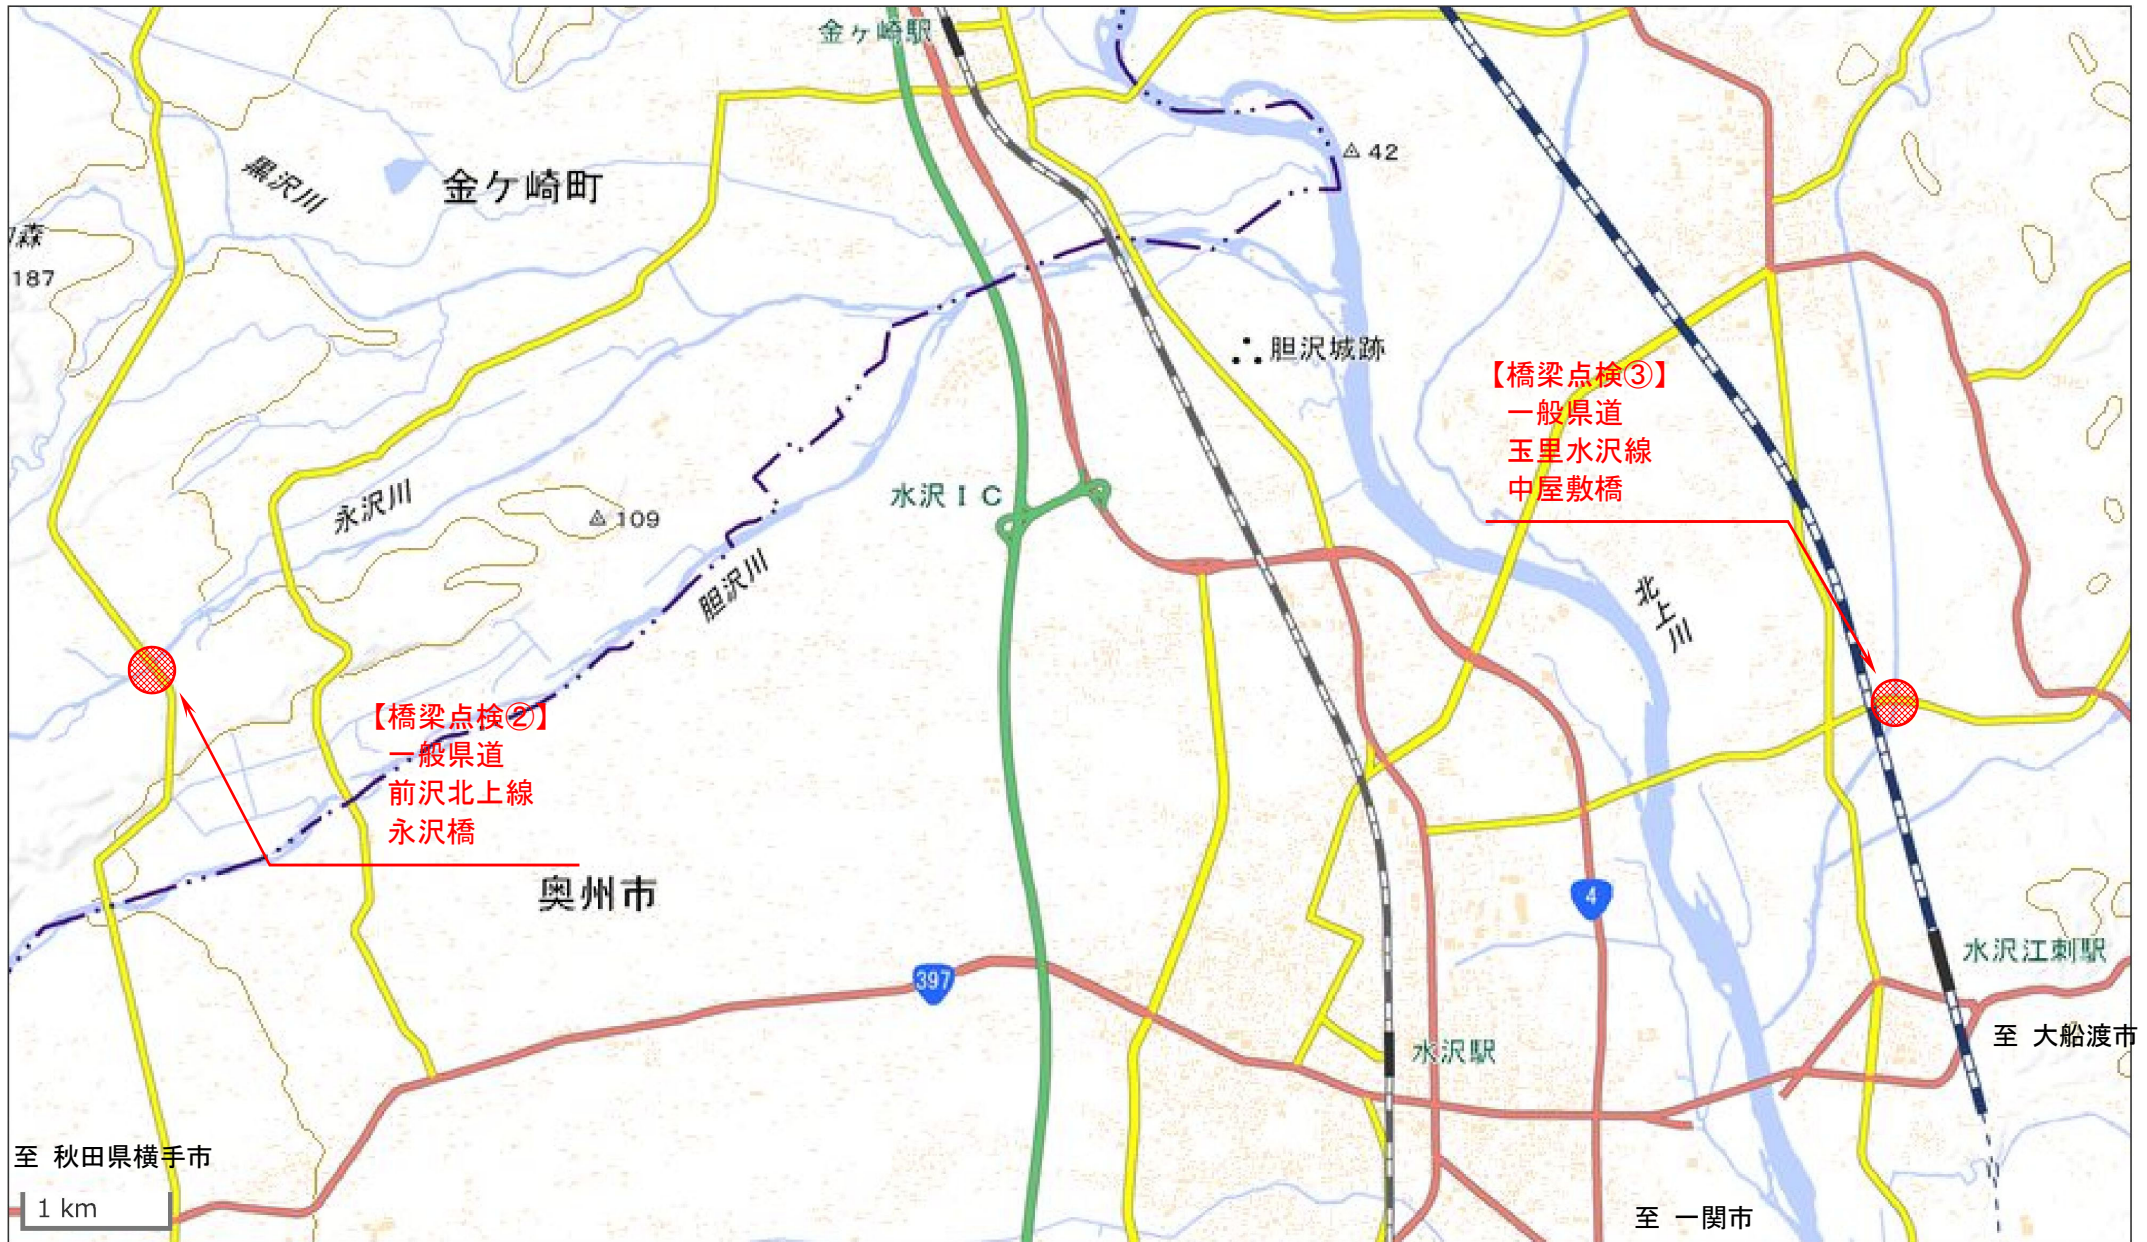 金ヶ崎駅
42
黒沢川
金ケ崎町
森
187
胆沢城跡
【橋梁点検③】
一般県道
玉里水沢線
中屋敷橋
水沢ＩＣ
永沢川
109
胆沢川
北上川
【橋梁点検②】
一般県道
前沢北上線
永沢橋
奥州市
4
397
水沢江刺駅
至 大船渡市
水沢駅
至 秋田県横手市
1 km
至 一関市